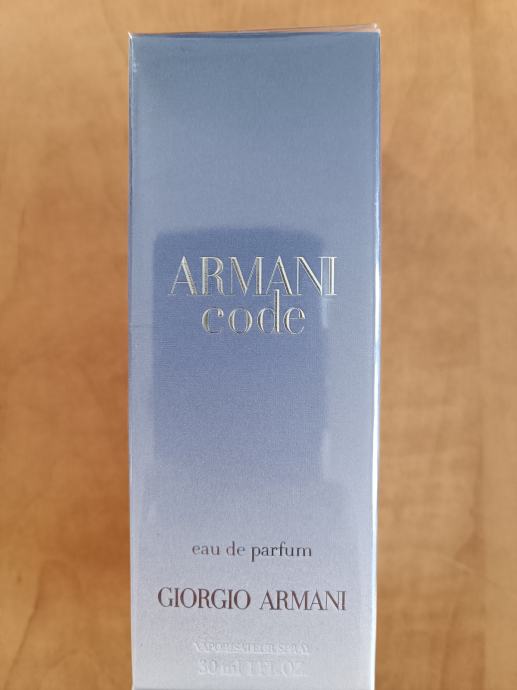 ARMANI
code
eau de parfum
GIORGIO ARMANI
VAPORISATEUR SPRAY
30 ml 1 FL.OZ.